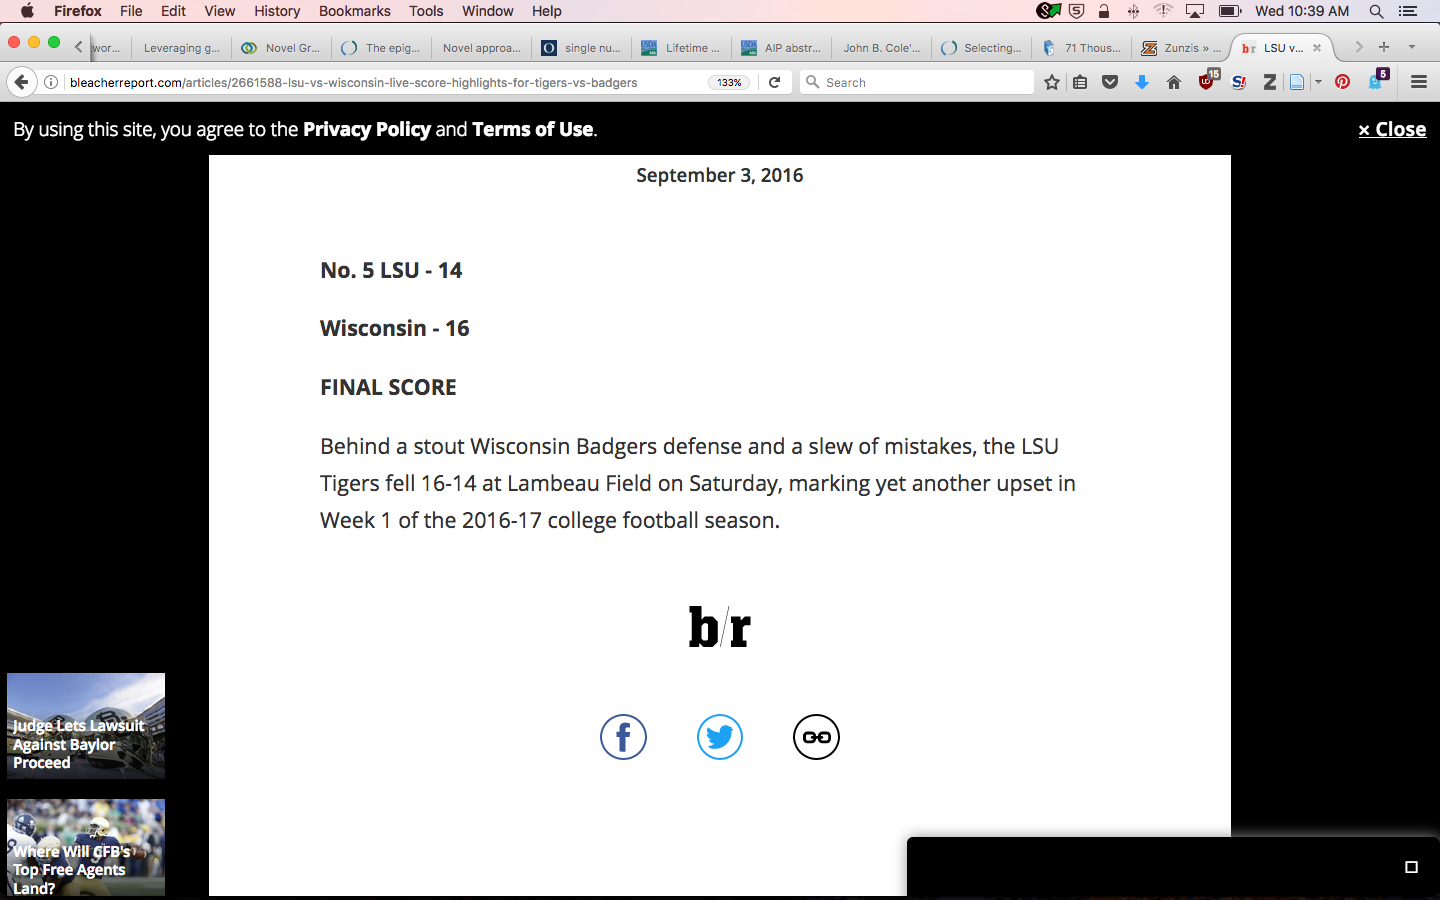 Firefox File Edit View History Bookmarks Tools Window Help Wed 10:39 AM
wor... Leveraging g... Novel Gr... The epig... Novel approa... single nu... Lifetime ... AIP abstr... John B. Cole'... Selecting... 71 Thous... Zunzis » ... LSU v...
bleacherreport.com/articles/2661588-lsu-vs-wisconsin-live-score-highlights-for-tigers-vs-badgers 133% Search 15 5
By using this site, you agree to the Privacy Policy and Terms of Use. × Close
September 3, 2016
No. 5 LSU - 14
Wisconsin - 16
FINAL SCORE
Behind a stout Wisconsin Badgers defense and a slew of mistakes, the LSU
Tigers fell 16-14 at Lambeau Field on Saturday, marking yet another upset in
Week 1 of the 2016-17 college football season.
b/r
Judge Lets Lawsuit
Against Baylor
Proceed
Where Will CFB's
Top Free Agents
Land?